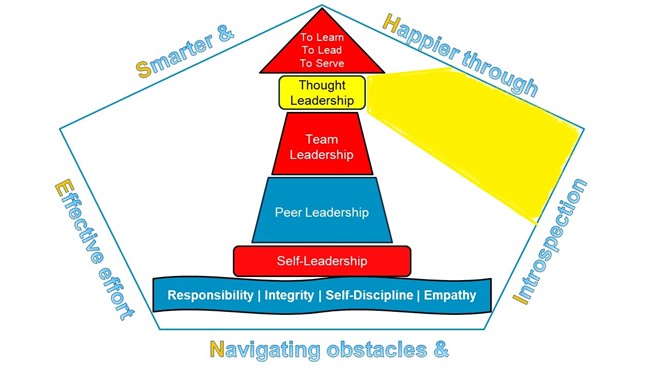 Smarter &
Happier through
To Learn
To Lead
To Serve
Thought
Leadership
Team
Leadership
Peer Leadership
Self-Leadership
Responsibility | Integrity | Self-Discipline | Empathy
Effective effort
Introspection
Navigating obstacles &